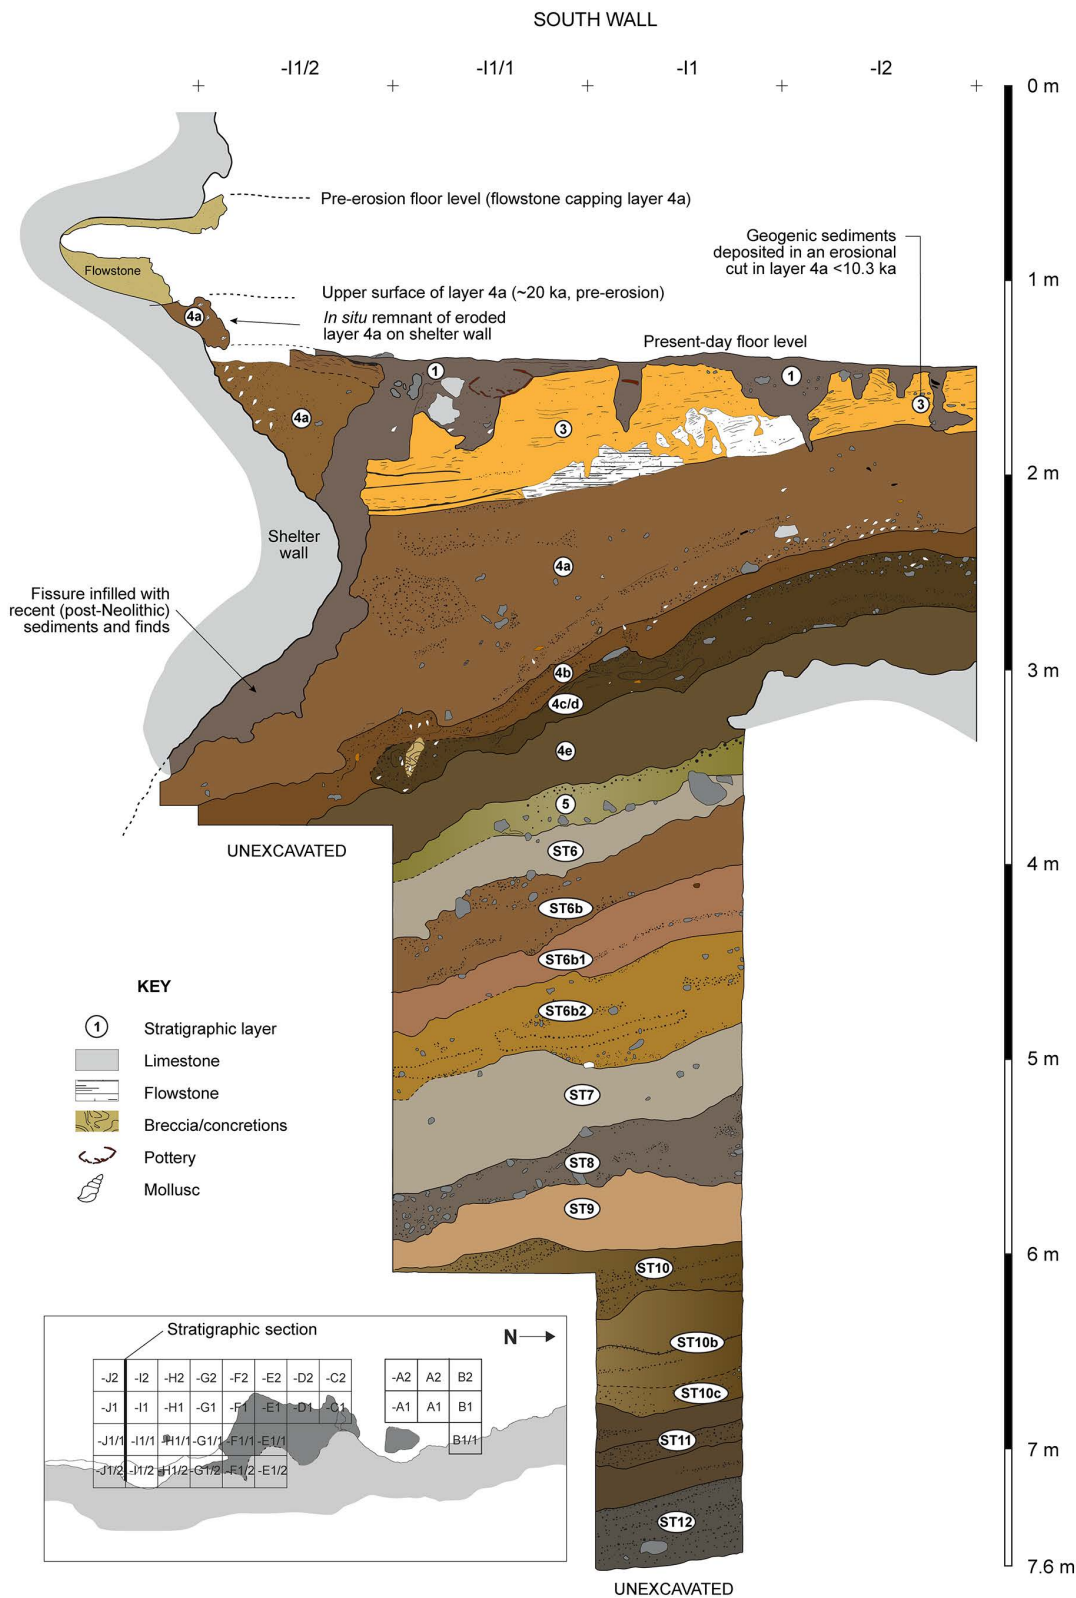 SOUTH WALL
-I1/2
-I1/1
-I1
-I2
0 m
Pre-erosion floor level (flowstone capping layer 4a)
Geogenic sediments
deposited in an erosional
cut in layer 4a <10.3 ka
Flowstone
1 m
Upper surface of layer 4a (~20 ka, pre-erosion)
4a
In situ remnant of eroded
layer 4a on shelter wall
Present-day floor level
1
1
4a
3
3
2 m
Shelter
wall
4a
Fissure infilled with
recent (post-Neolithic)
sediments and finds
4b
3 m
4c/d
4e
5
UNEXCAVATED
ST6
4 m
ST6b
ST6b1
KEY
ST6b2
1
Stratigraphic layer
Limestone
5 m
Flowstone
ST7
Breccia/concretions
Pottery
ST8
Mollusc
ST9
6 m
ST10
Stratigraphic section
N
ST10b
-J2 -I2 -H2 -G2 -F2 -E2 -D2 -C2 -A2 A2 B2
ST10c
-J1 -I1 -H1 -G1 -F1 -E1 -D1 -C1 -A1 A1 B1
-J1/1 -I1/1 -H1/1 -G1/1 -F1/1 -E1/1 B1/1
ST11
7 m
-J1/2 -I1/2 -H1/2 -G1/2 -F1/2 -E1/2
ST12
7.6 m
UNEXCAVATED